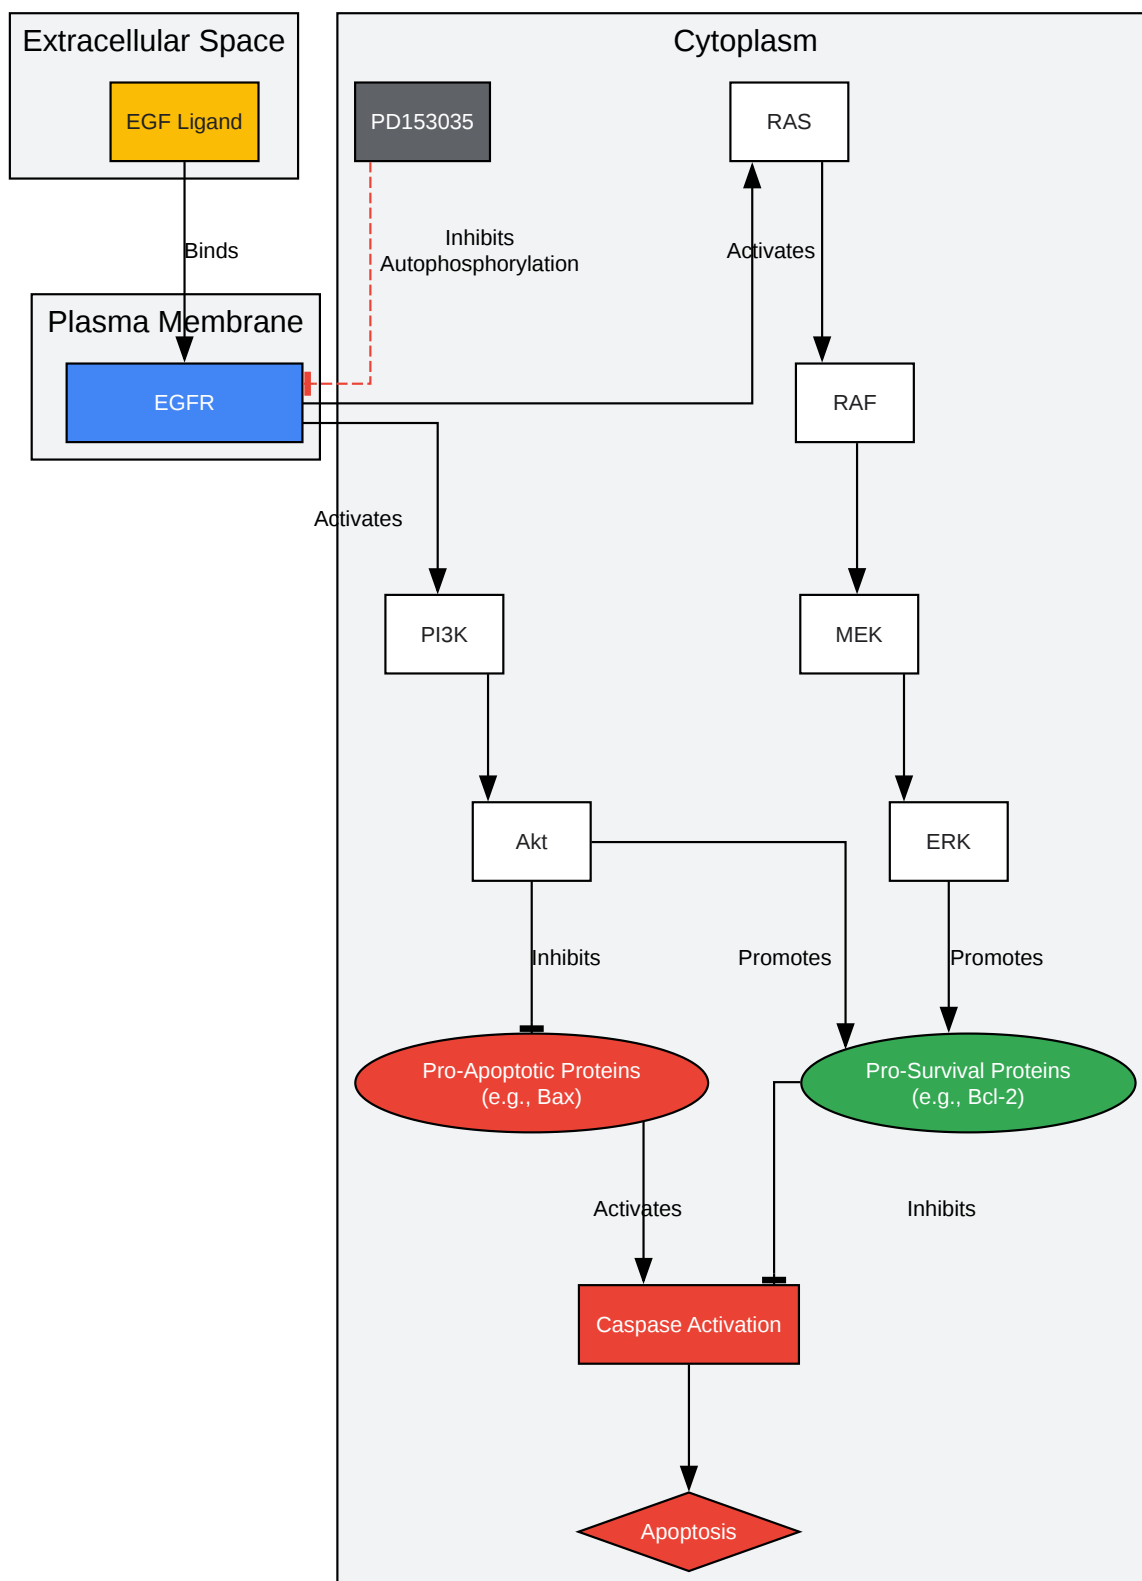 Extracellular Space
Cytoplasm
EGF Ligand
PD153035
RAS
Binds
Inhibits
Autophosphorylation
Activates
Plasma Membrane
EGFR
RAF
Activates
PI3K
MEK
Akt
ERK
Inhibits
Promotes
Promotes
Pro-Apoptotic Proteins
(e.g., Bax)
Pro-Survival Proteins
(e.g., Bcl-2)
Activates
Inhibits
Caspase Activation
Apoptosis